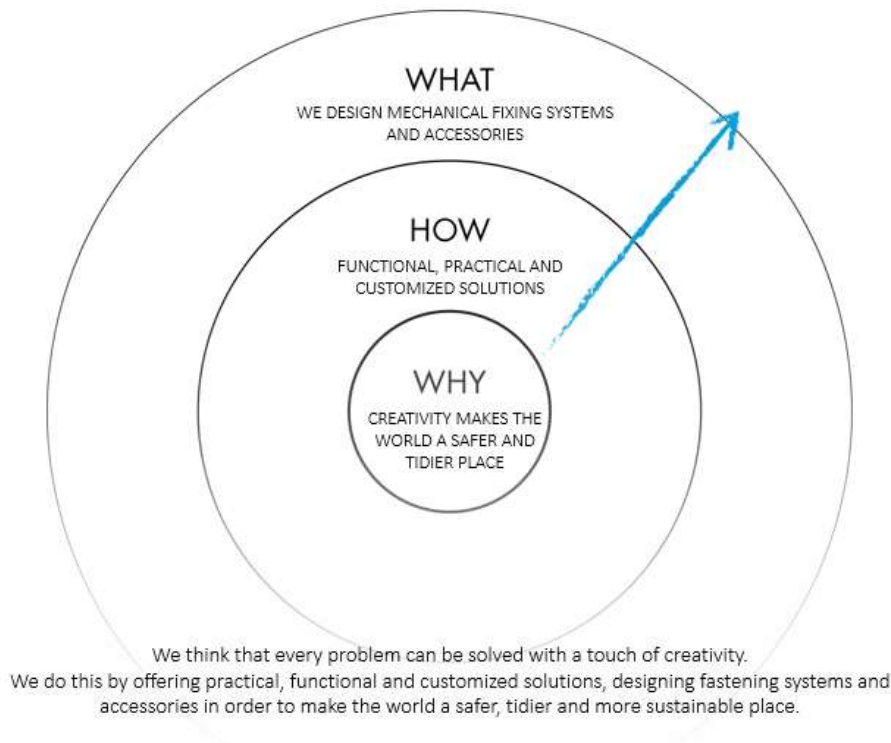 WHAT
WE DESIGN MECHANICAL FIXING SYSTEMS
AND ACCESSORIES
HOW
FUNCTIONAL, PRACTICAL AND
CUSTOMIZED SOLUTIONS
WHY
CREATIVITY MAKES THE
WORLD A SAFER AND
TIDIER PLACE
We think that every problem can be solved with a touch of creativity.
We do this by offering practical, functional and customized solutions, designing fastening systems and
accessories in order to make the world a safer, tidier and more sustainable place.